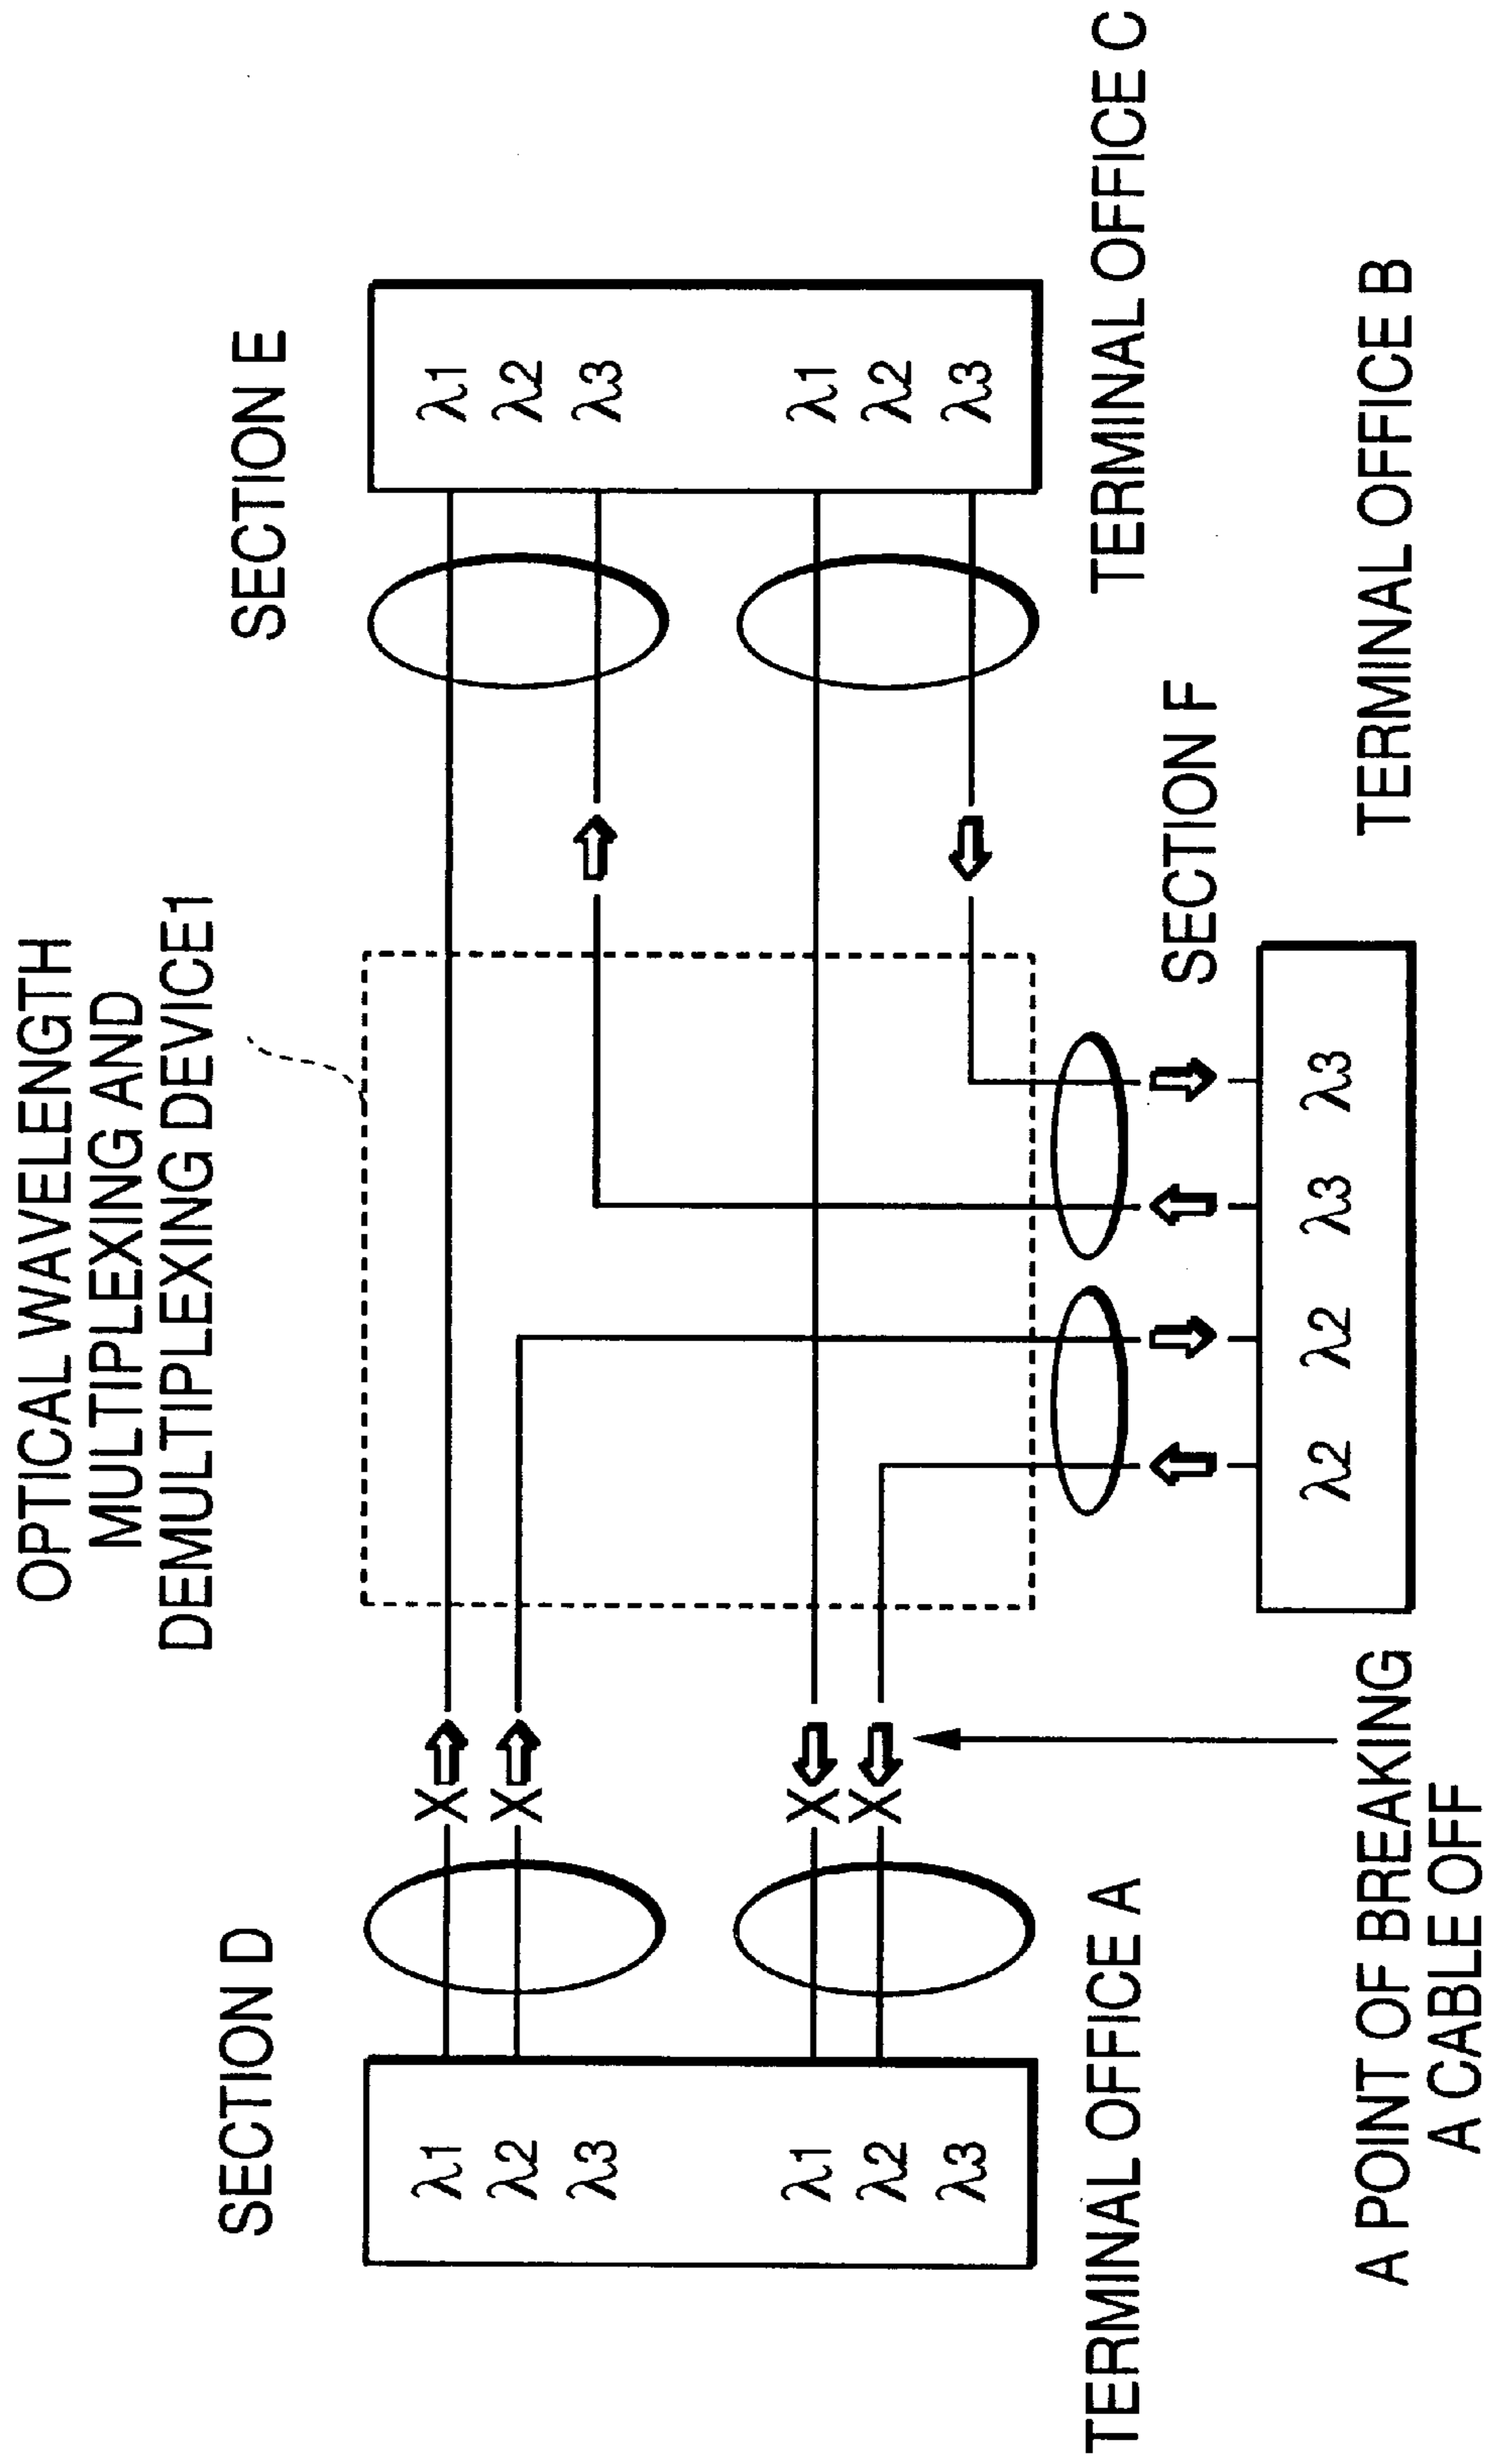 OPTICAL WAVELENGTH
MULTIPLEXING AND
DEMULTIPLEXING DEVICE1
SECTION D
SECTION E
λ1
λ2
λ3
λ1
λ2
λ3
X
X
X
X
λ1
λ2
λ3
λ1
λ2
λ3
TERMINAL OFFICE A
SECTION F
TERMINAL OFFICE C
λ2
λ2
λ3
λ3
A POINT OF BREAKING
A CABLE OFF
TERMINAL OFFICE B